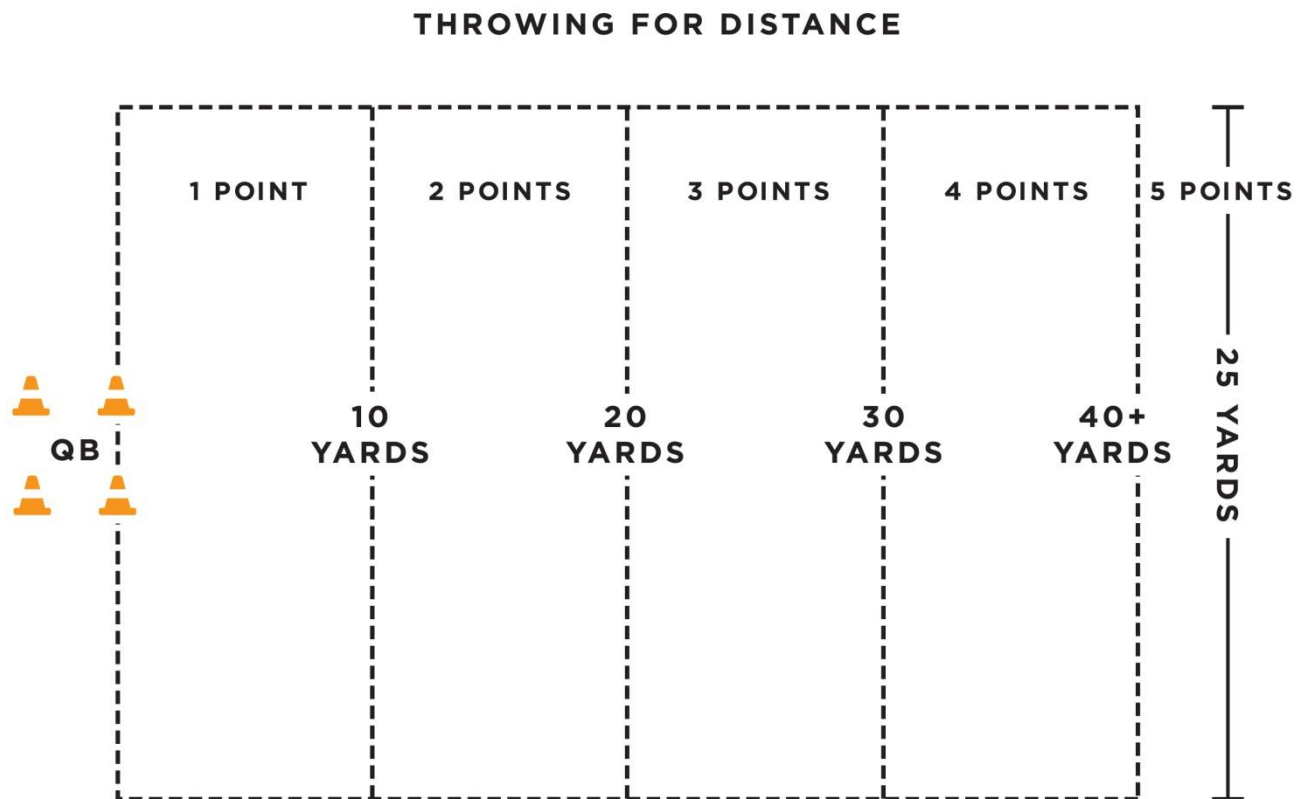 THROWING FOR DISTANCE
1 POINT
2 POINTS
3 POINTS
4 POINTS
5 POINTS
QB
10
YARDS
20
YARDS
30
YARDS
40+
YARDS
25 YARDS